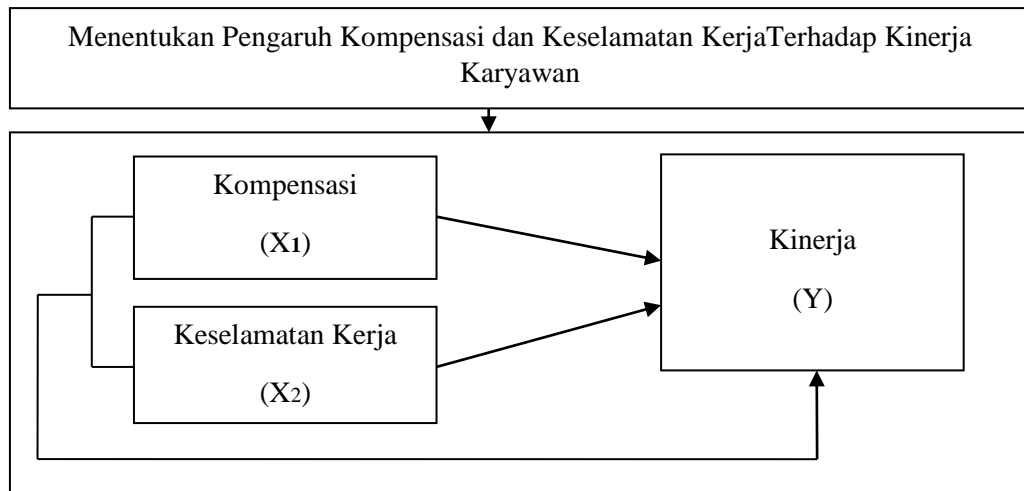 Menentukan Pengaruh Kompensasi dan Keselamatan KerjaTerhadap Kinerja
Karyawan
Kompensasi
(X1)
Kinerja
(Y)
Keselamatan Kerja
(X2)